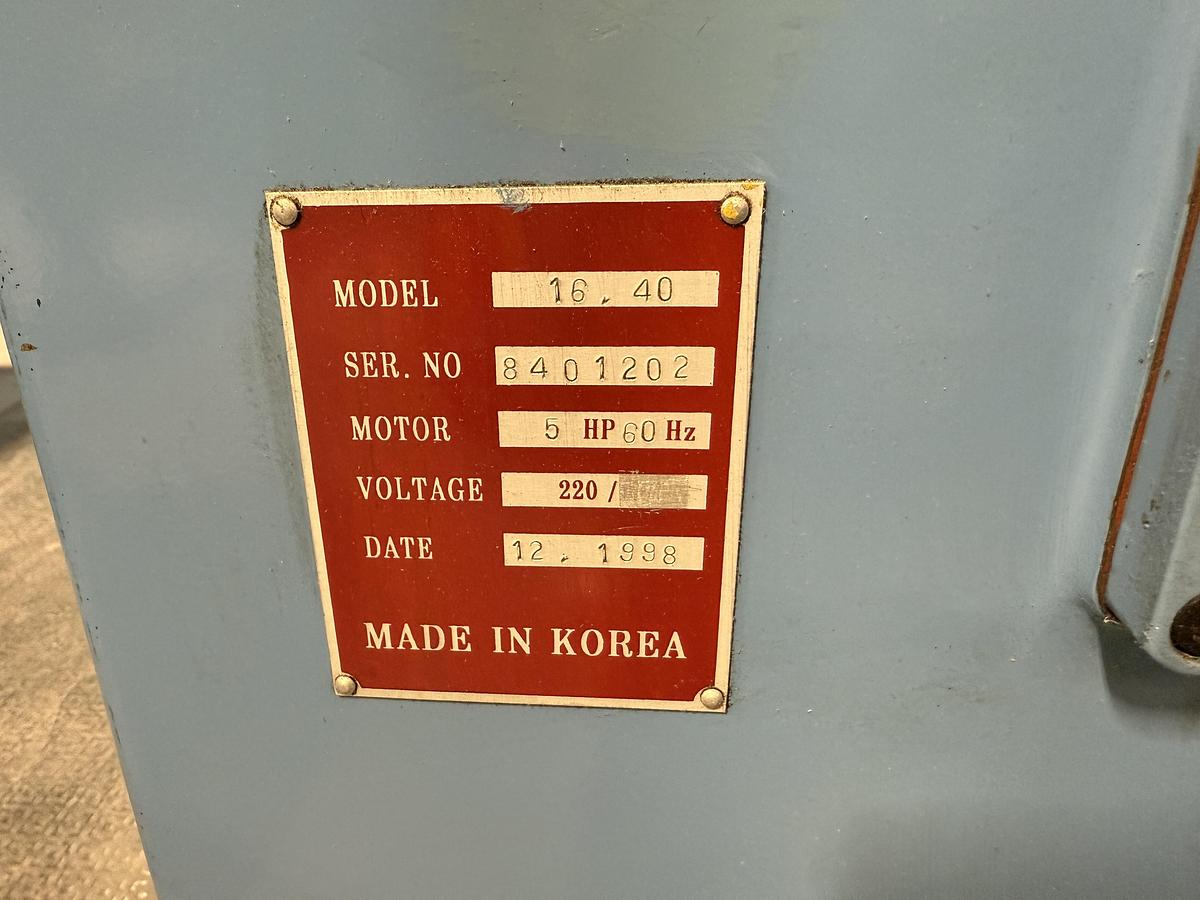 MODEL 16. 40
SER. NO 8401202
MOTOR 5 HP 60 Hz
VOLTAGE 220 /
DATE 12. 1998
MADE IN KOREA